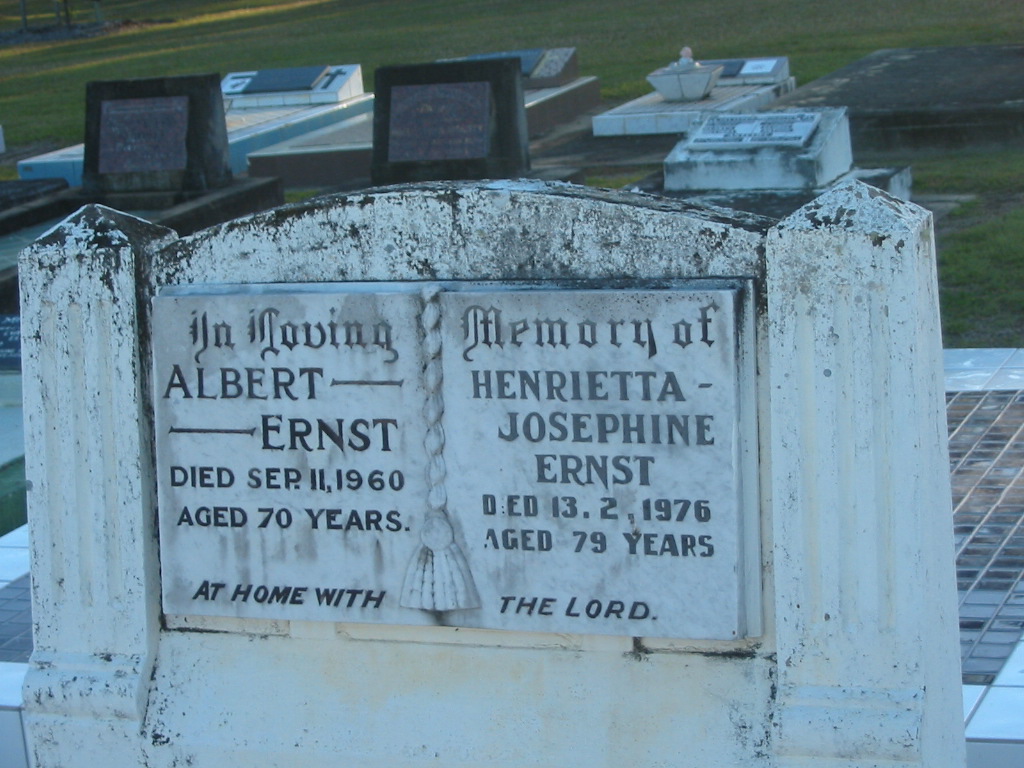 In Loving
ALBERT —
— ERNST
DIED SEP. 11, 1960
AGED 70 YEARS.
AT HOME WITH
Memory of
HENRIETTA -
JOSEPHINE
ERNST
DIED 13. 2, 1976
AGED 79 YEARS
THE LORD.